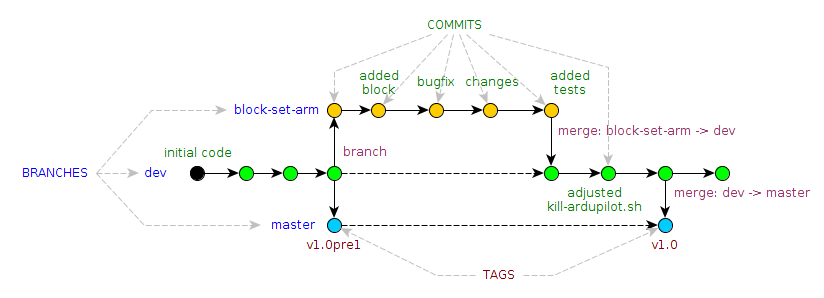 COMMITS
added
block
bugfix
changes
added
tests
block-set-arm
merge: block-set-arm -> dev
initial code
branch
BRANCHES
dev
adjusted
kill-ardupilot.sh
merge: dev -> master
master
v1.0pre1
v1.0
TAGS